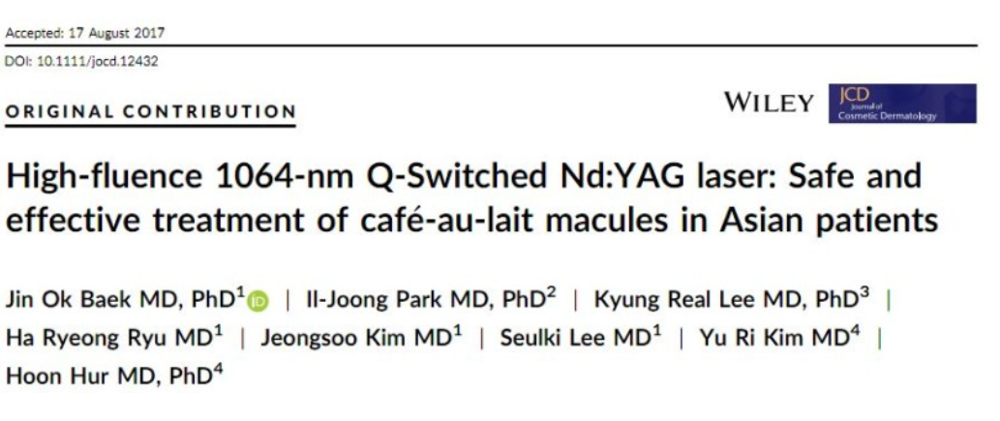 Accepted: 17 August 2017
DOI: 10.1111/jocd.12432
ORIGINAL CONTRIBUTION
WILEY
JCD
Journal of
Cosmetic Dermatology
High-fluence 1064-nm Q-Switched Nd:YAG laser: Safe and
effective treatment of café-au-lait macules in Asian patients
Jin Ok Baek MD, PhD¹ iD | Il-Joong Park MD, PhD² | Kyung Real Lee MD, PhD³ |
Ha Ryeong Ryu MD¹ | Jeongsoo Kim MD¹ | Seulki Lee MD¹ | Yu Ri Kim MD⁴ |
Hoon Hur MD, PhD⁴